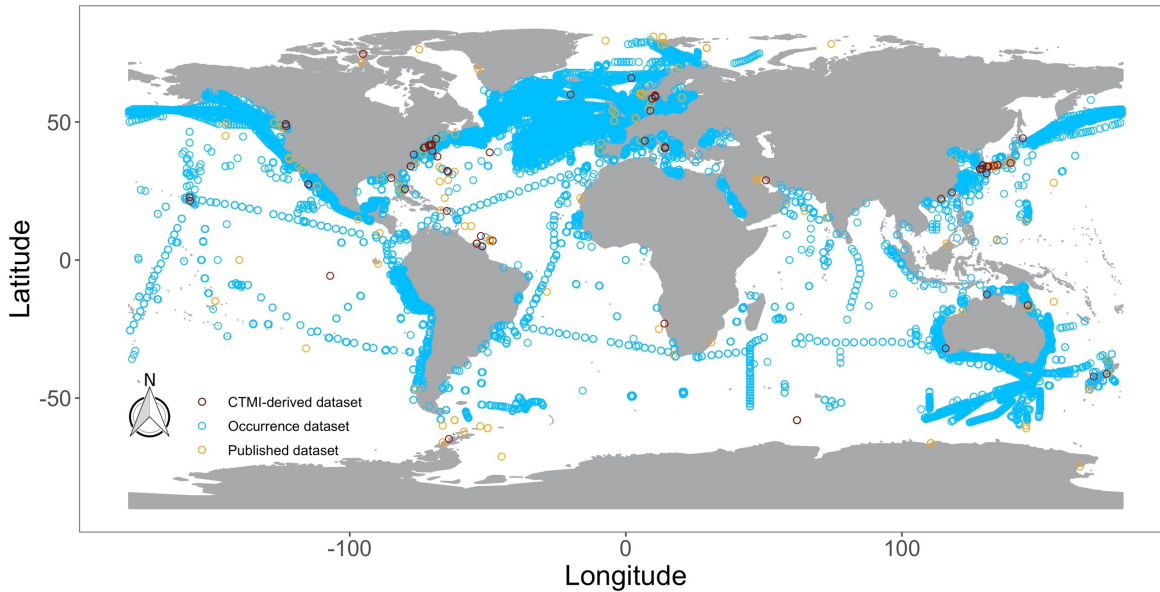 Latitude
50
0
-50
N
CTMI-derived dataset
Occurrence dataset
Published dataset
-100
0
100
Longitude